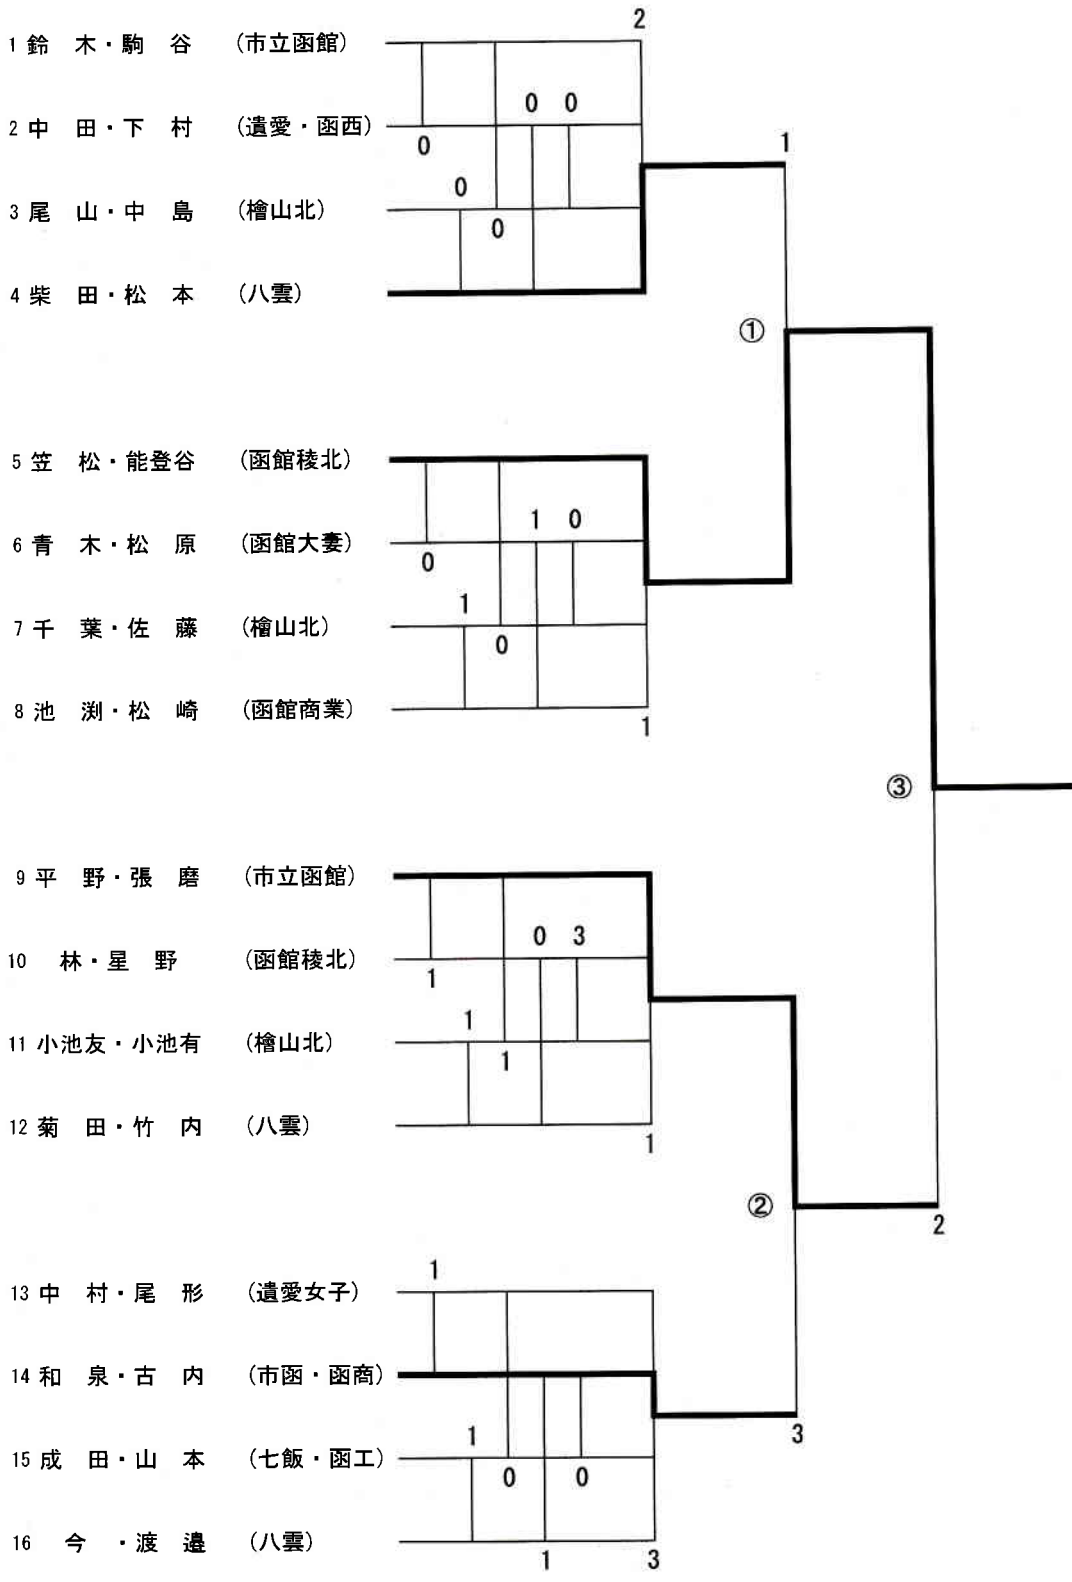 2
1 鈴 木・駒 谷 (市立函館)
0 0
2 中 田・下 村 (遺愛・函西)
0
1
0
3 尾 山・中 島 (檜山北)
0
4 柴 田・松 本 (八雲)
①
5 笠 松・能登谷 (函館稜北)
1 0
6 青 木・松 原 (函館大妻)
0
1
7 千 葉・佐 藤 (檜山北)
0
8 池 渕・松 崎 (函館商業)
1
③
9 平 野・張 磨 (市立函館)
0 3
10 林・星 野 (函館稜北)
1
1
11 小池友・小池有 (檜山北)
1
12 菊 田・竹 内 (八雲)
1
②
2
1
13 中 村・尾 形 (遺愛女子)
14 和 泉・古 内 (市函・函商)
1
3
15 成 田・山 本 (七飯・函工)
0 0
16 今 ・渡 邉 (八雲)
1 3